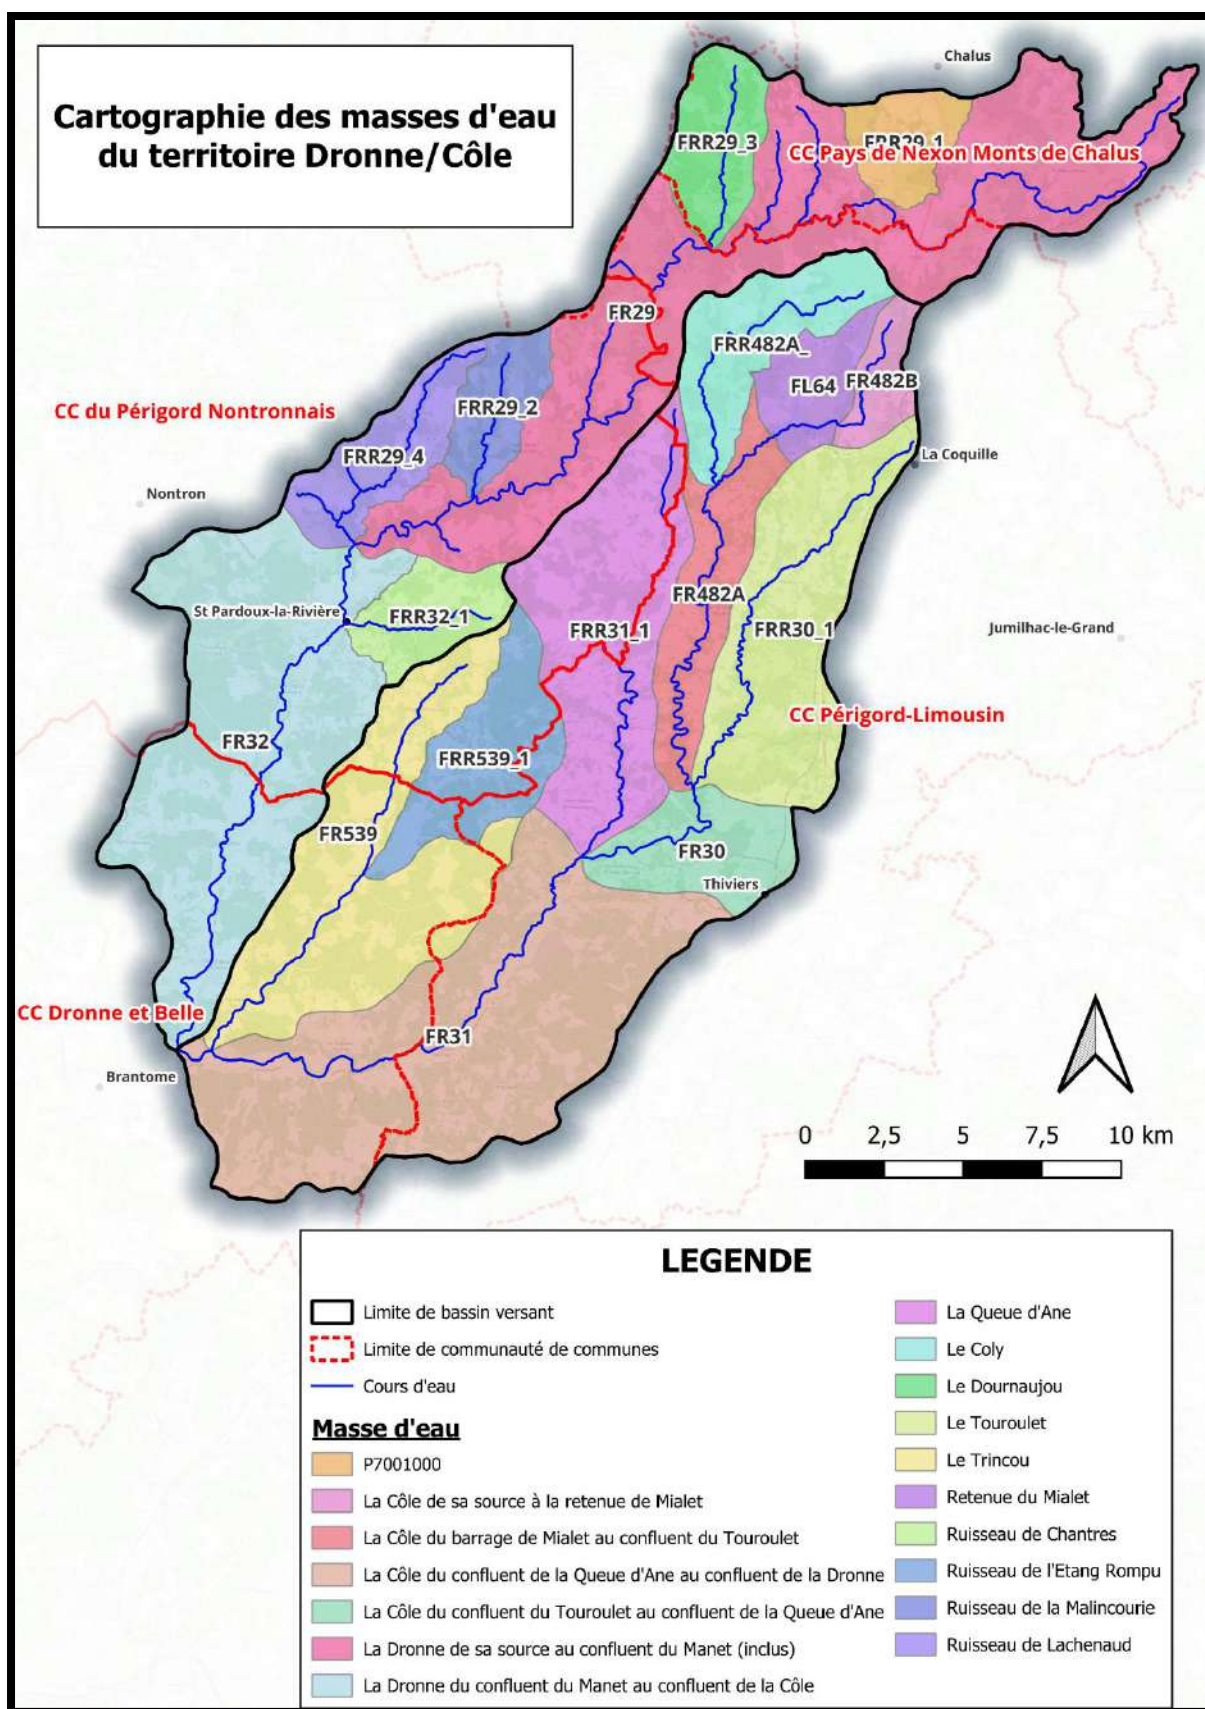 Cartographie des masses d'eau
du territoire Dronne/Côle
Chalus
FRR29_3
FRR29_1
CC Pays de Nexon Monts de Chalus
FR29
FRR482A_
FL64
FR482B
CC du Périgord Nontronnais
FRR29_2
FRR29_4
La Coquille
Nontron
FR482A
St Pardoux-la-Rivière
FRR32_1
FRR31_1
FRR30_1
Jumilhac-le-Grand
CC Périgord-Limousin
FR32
FRR539_1
FR539
FR30
Thiviers
CC Dronne et Belle
FR31
Brantome
0 2,5 5 7,5 10 km
LEGENDE
Limite de bassin versant
Limite de communauté de communes
Cours d'eau
Masse d'eau
P7001000
La Côle de sa source à la retenue de Mialet
La Côle du barrage de Mialet au confluent du Touroulet
La Côle du confluent de la Queue d'Ane au confluent de la Dronne
La Côle du confluent du Touroulet au confluent de la Queue d'Ane
La Dronne de sa source au confluent du Manet (inclus)
La Dronne du confluent du Manet au confluent de la Côle
La Queue d'Ane
Le Coly
Le Dournaujou
Le Touroulet
Le Trincou
Retenue du Mialet
Ruisseau de Chantres
Ruisseau de l'Etang Rompu
Ruisseau de la Malincourie
Ruisseau de Lachenaud